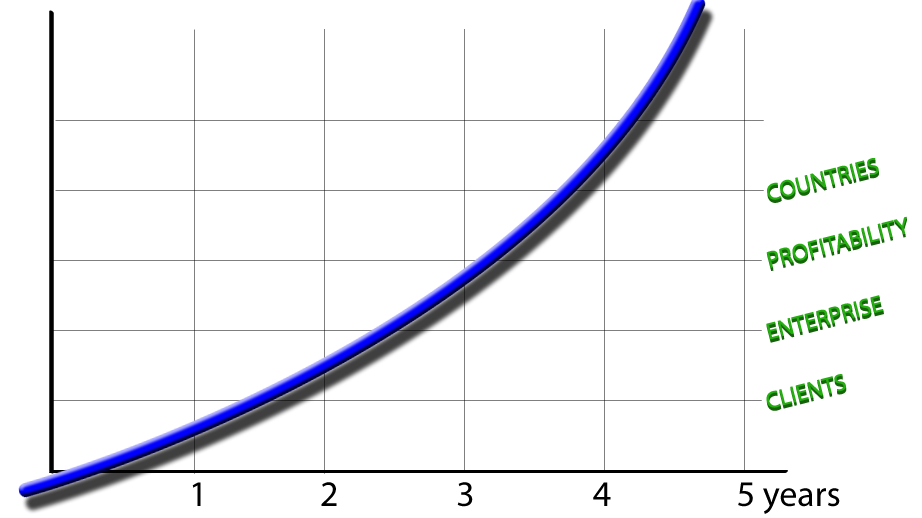 COUNTRIES
PROFITABILITY
ENTERPRISE
CLIENTS
1 2 3 4 5 years